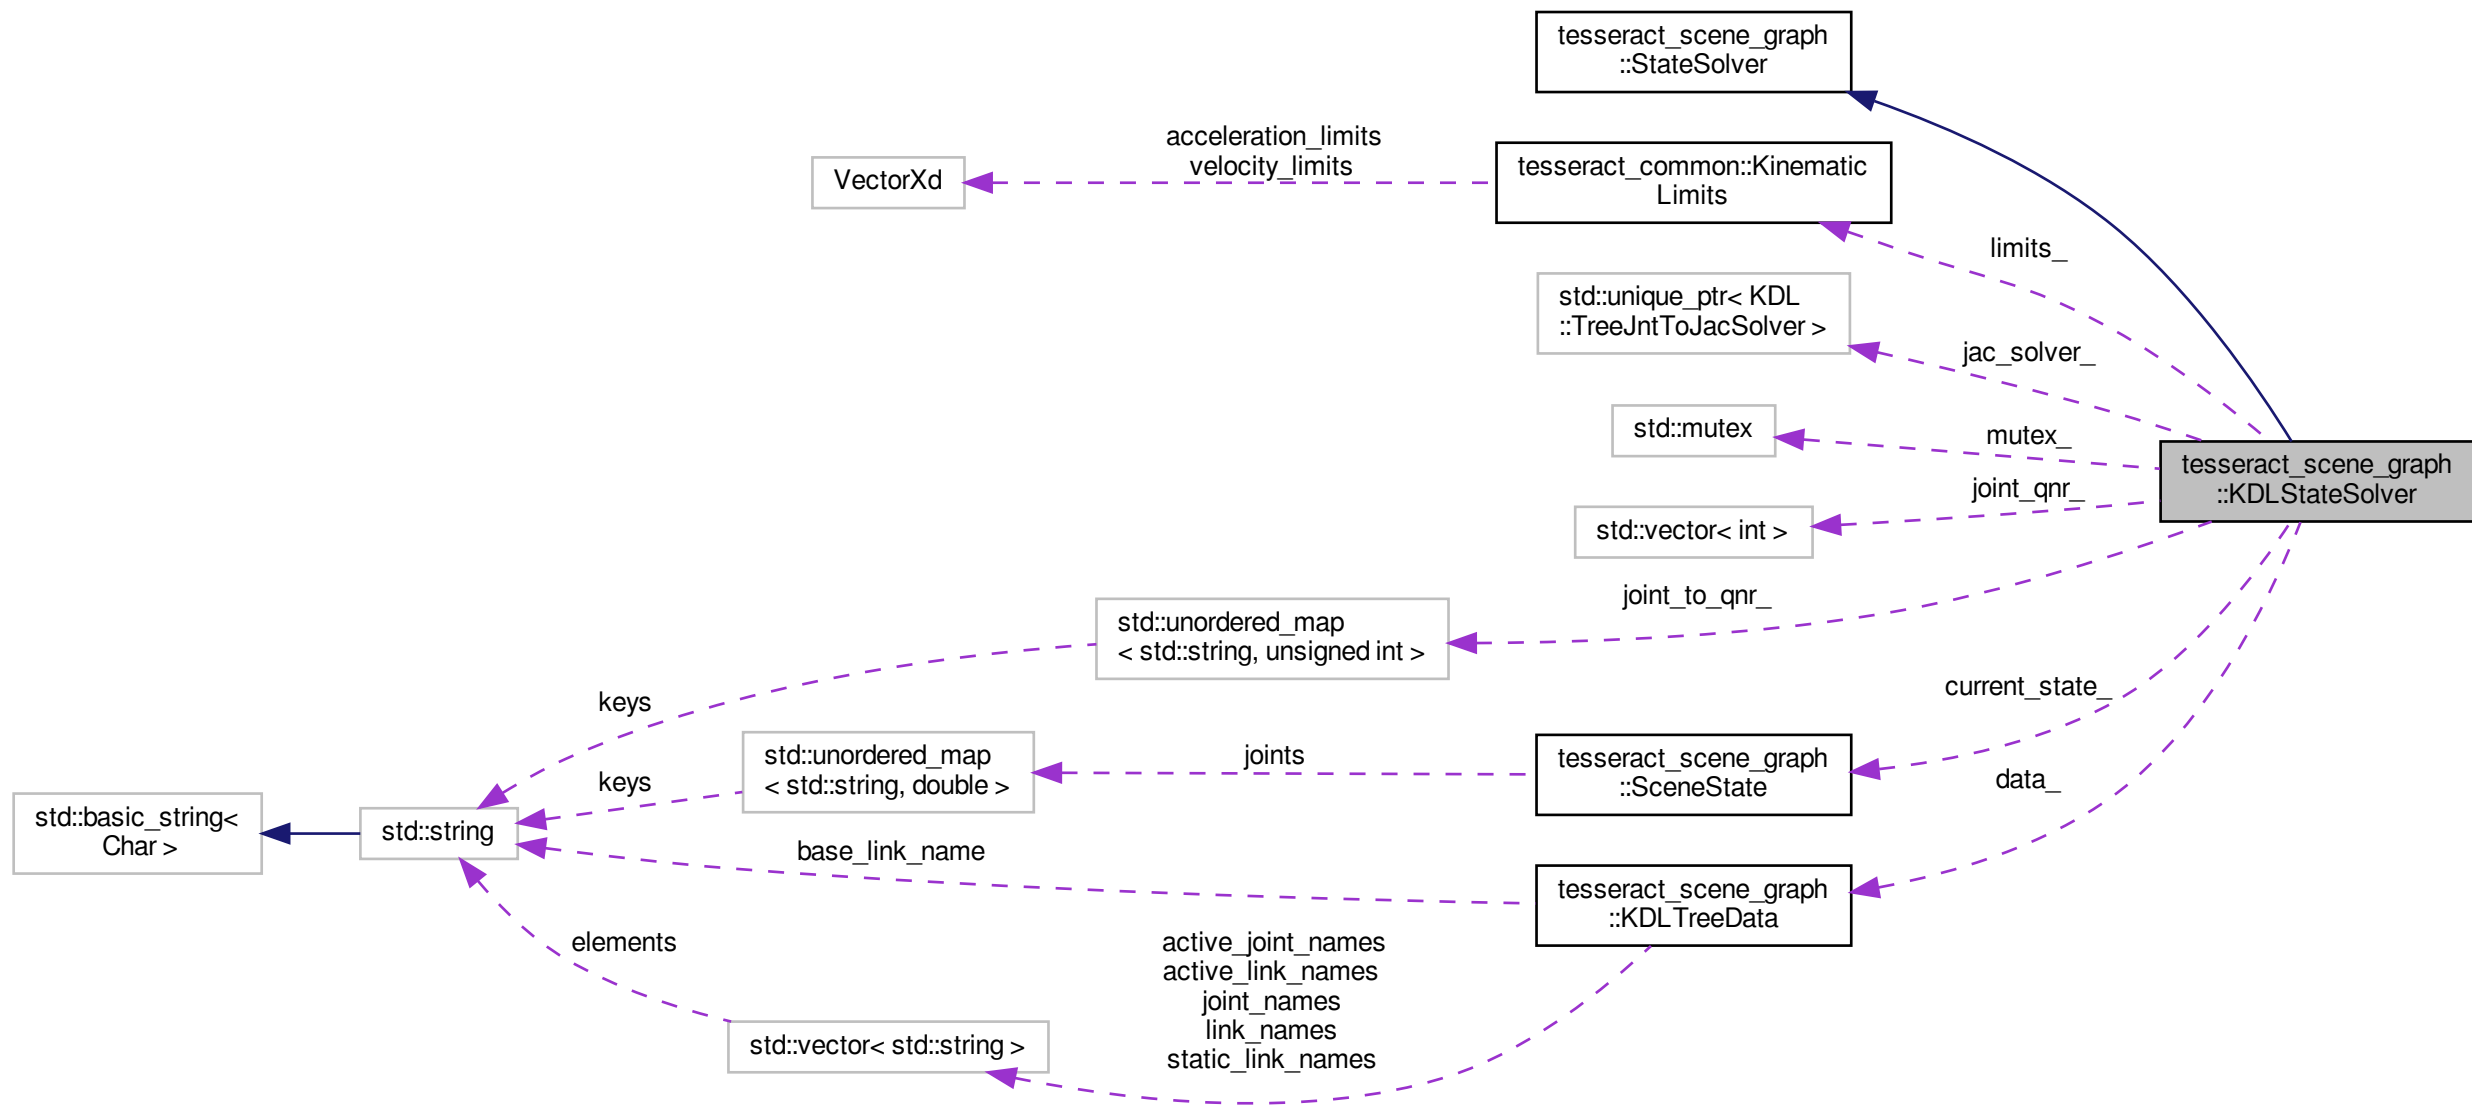 tesseract_scene_graph
::StateSolver
acceleration_limits
velocity_limits
VectorXd
tesseract_common::Kinematic
Limits
limits_
std::unique_ptr< KDL
::TreeJntToJacSolver >
jac_solver_
std::mutex
mutex_
tesseract_scene_graph
::KDLStateSolver
joint_qnr_
std::vector< int >
joint_to_qnr_
std::unordered_map
< std::string, unsigned int >
keys
current_state_
std::unordered_map
< std::string, double >
joints
tesseract_scene_graph
::SceneState
keys
data_
std::basic_string<
Char >
std::string
base_link_name
tesseract_scene_graph
::KDLTreeData
elements
active_joint_names
active_link_names
joint_names
link_names
static_link_names
std::vector< std::string >